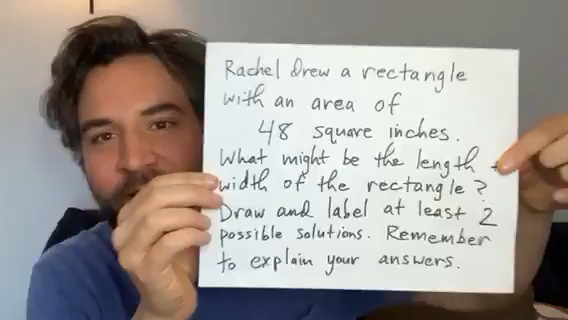 Rachel drew a rectangle
with an area of
48 square inches.
What might be the length +
width of the rectangle?
Draw and label at least 2
possible solutions. Remember
to explain your answers.